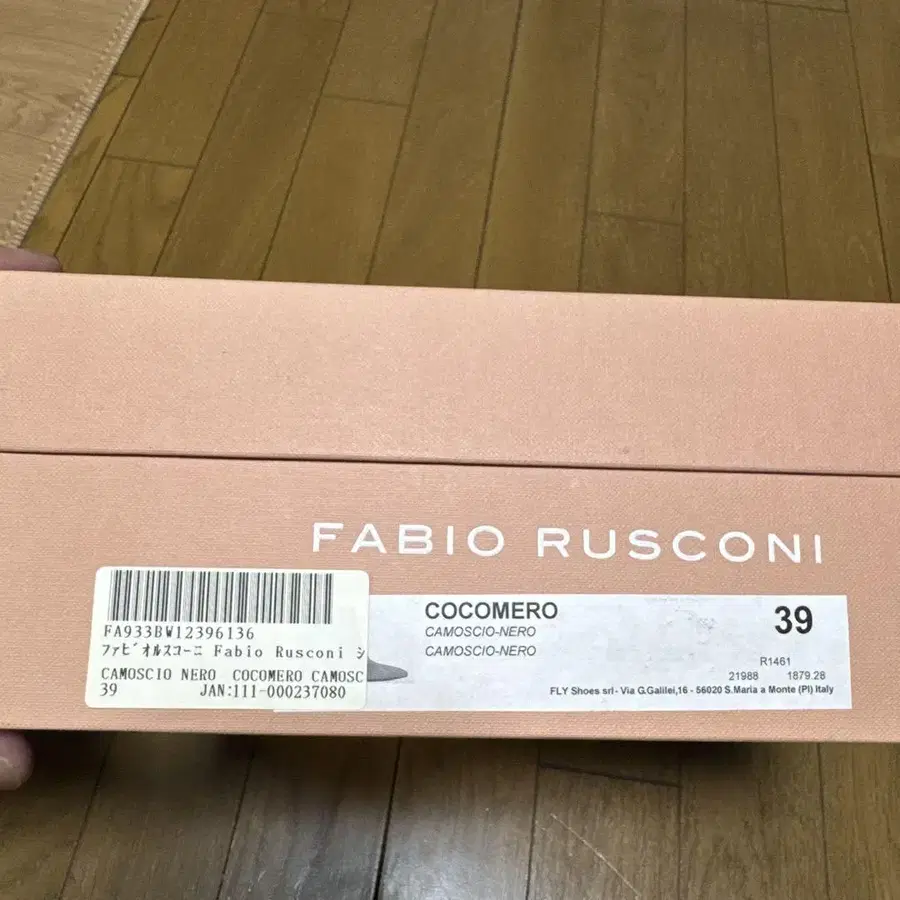 FABIO RUSCONI
FA933BW12396136
ファビオルスコーニ Fabio Rusconi シ
CAMOSCIO NERO COCOMERO CAMOSC
39 JAN:111-000237080
COCOMERO
39
CAMOSCIO-NERO
CAMOSCIO-NERO
R1461
21988 1879.28
FLY Shoes srl - Via G.Galilei,16 - 56020 S.Maria a Monte (PI) Italy